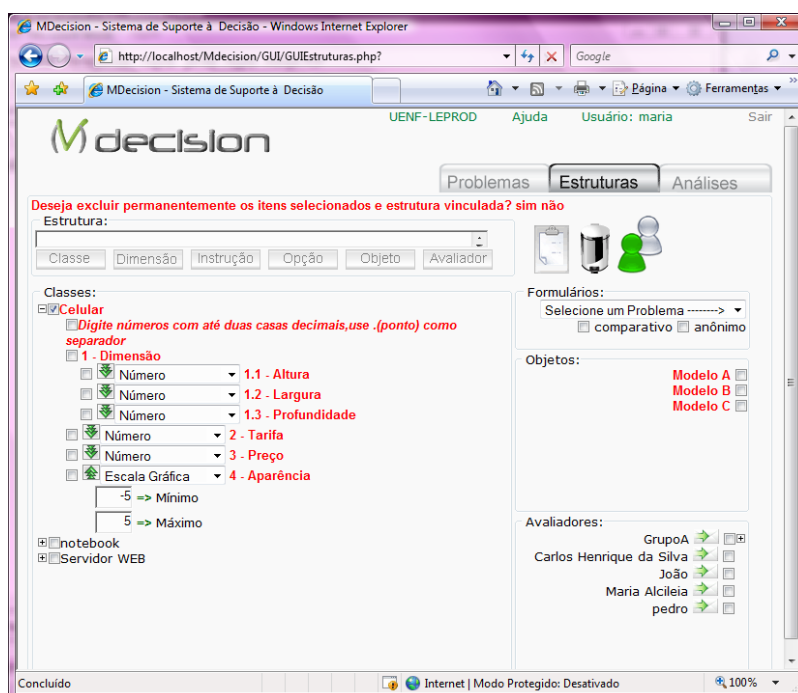 MDecision - Sistema de Suporte à Decisão - Windows Internet Explorer
http://localhost/Mdecision/GUI/GUIEstruturas.php?
Google
MDecision - Sistema de Suporte à Decisão
Página
Ferramentas
UENF-LEPROD Ajuda Usuário: maria Sair
Mdecision
Problemas Estruturas Análises
Deseja excluir permanentemente os itens selecionados e estrutura vinculada? sim não
Estrutura:
Classe Dimensão Instrução Opção Objeto Avaliador
Classes:
Celular
Digite números com até duas casas decimais,use .(ponto) como
separador
1 - Dimensão
Número 1.1 - Altura
Número 1.2 - Largura
Número 1.3 - Profundidade
Número 2 - Tarifa
Número 3 - Preço
Escala Gráfica 4 - Aparência
-5 => Mínimo
5 => Máximo
notebook
Servidor WEB
Formulários:
Selecione um Problema -------->
comparativo anônimo
Objetos:
Modelo A
Modelo B
Modelo C
Avaliadores:
GrupoA
Carlos Henrique da Silva
João
Maria Alcileia
pedro
Concluído
Internet | Modo Protegido: Desativado
100%